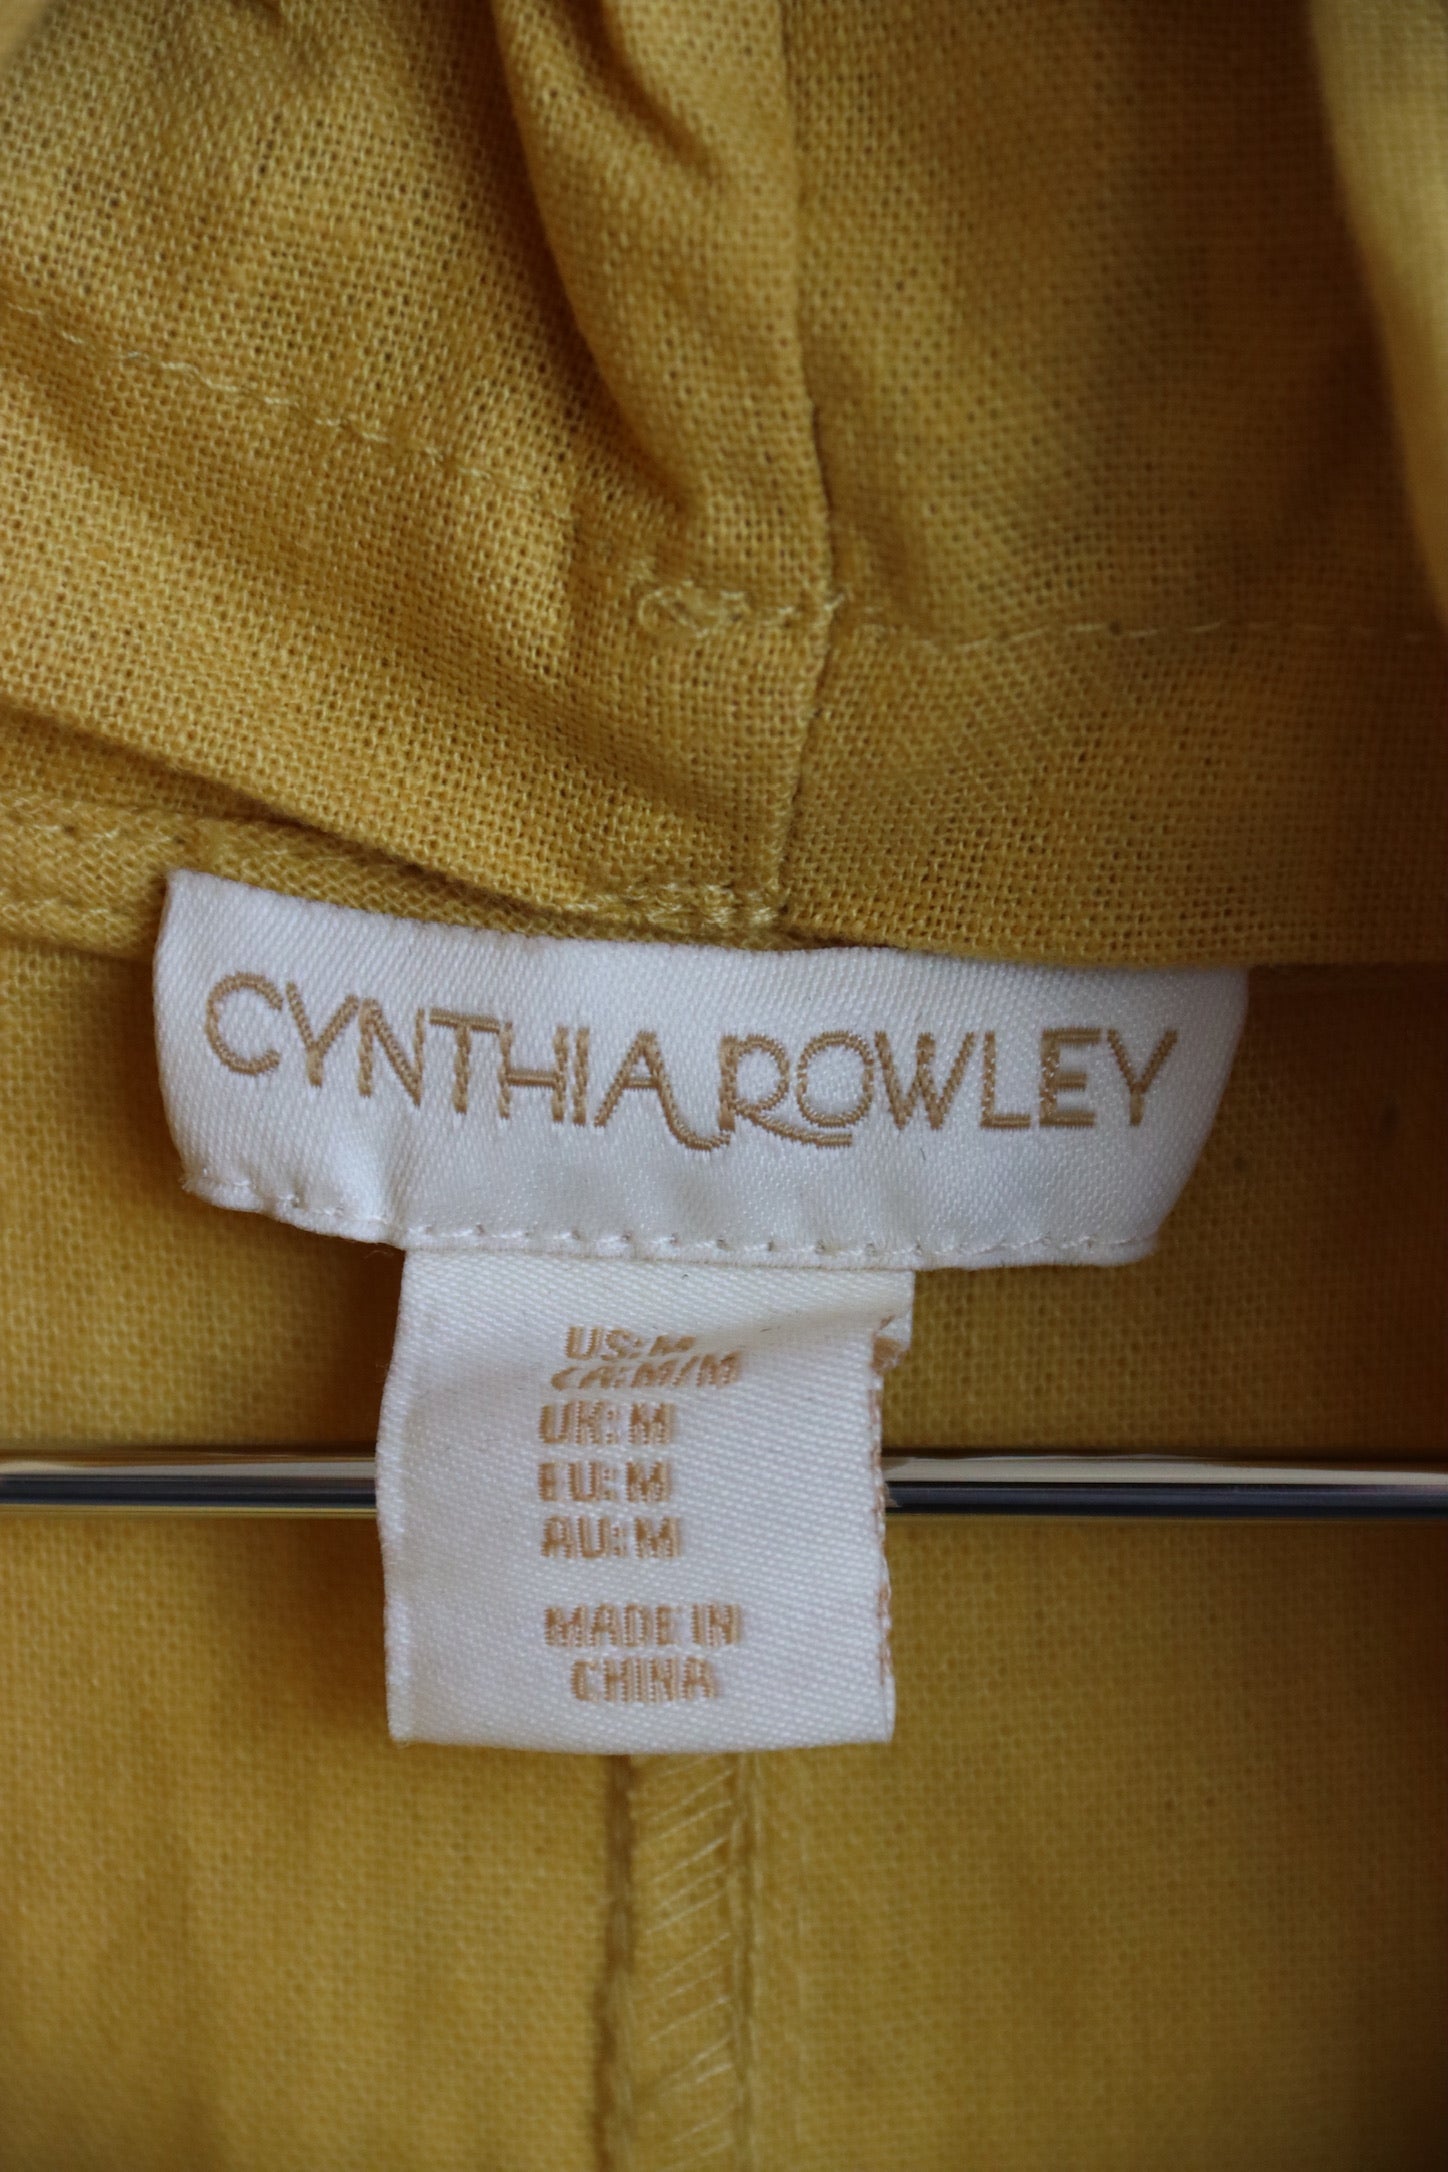 CYNTHIA ROWLEY
US: M
CA: M/M
UK: M
EU: M
AU: M
MADE IN
CHINA